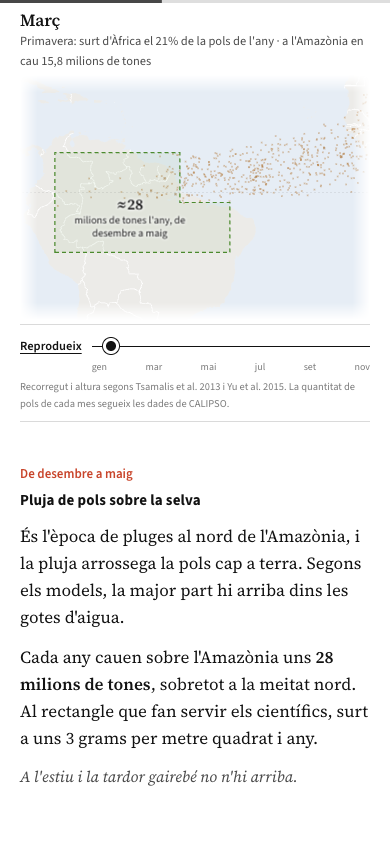 Març
Primavera: surt d'Àfrica el 21% de la pols de l'any · a l'Amazònia en
cau 15,8 milions de tones
≈28
milions de tones l'any, de
desembre a maig
Reprodueix
gen mar mai jul set nov
Recorregut i altura segons Tsamalis et al. 2013 i Yu et al. 2015. La quantitat de
pols de cada mes segueix les dades de CALIPSO.
De desembre a maig
Pluja de pols sobre la selva
És l'època de pluges al nord de l'Amazònia, i
la pluja arrossega la pols cap a terra. Segons
els models, la major part hi arriba dins les
gotes d'aigua.
Cada any cauen sobre l'Amazònia uns 28
milions de tones, sobretot a la meitat nord.
Al rectangle que fan servir els científics, surt
a uns 3 grams per metre quadrat i any.
A l'estiu i la tardor gairebé no n'hi arriba.